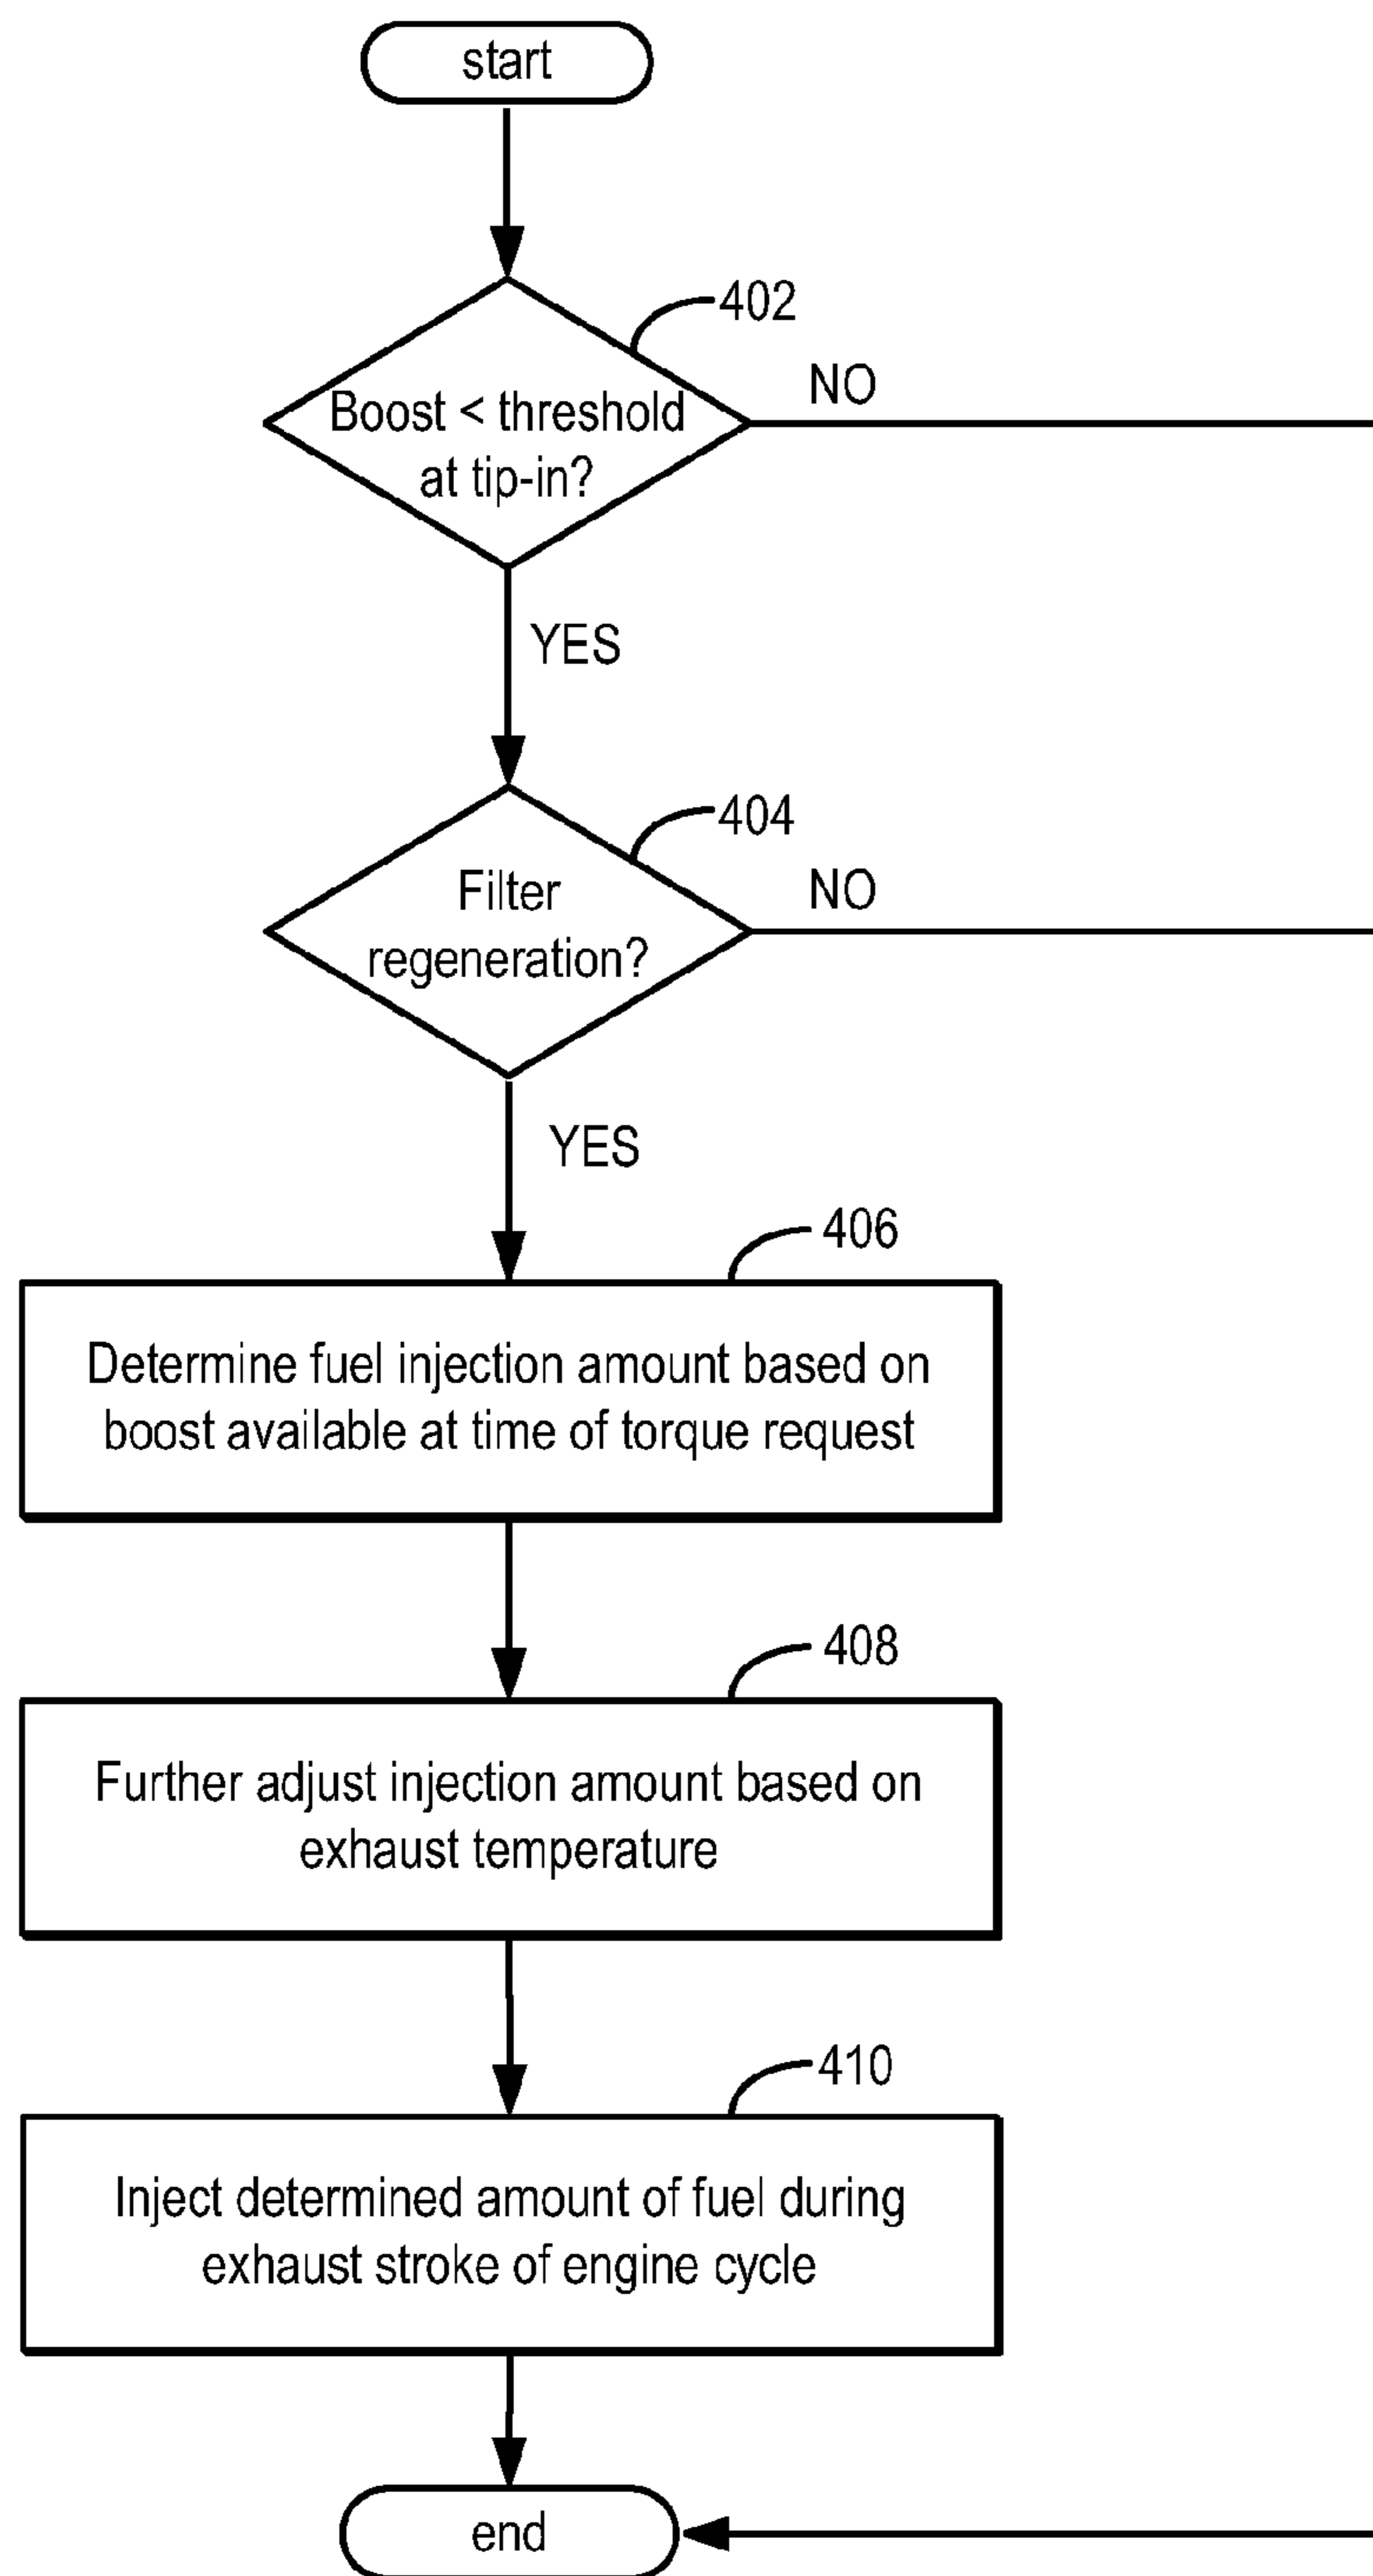 start
402
Boost < threshold
at tip-in?
NO
YES
404
Filter
regeneration?
NO
YES
406
Determine fuel injection amount based on
boost available at time of torque request
408
Further adjust injection amount based on
exhaust temperature
410
Inject determined amount of fuel during
exhaust stroke of engine cycle
end